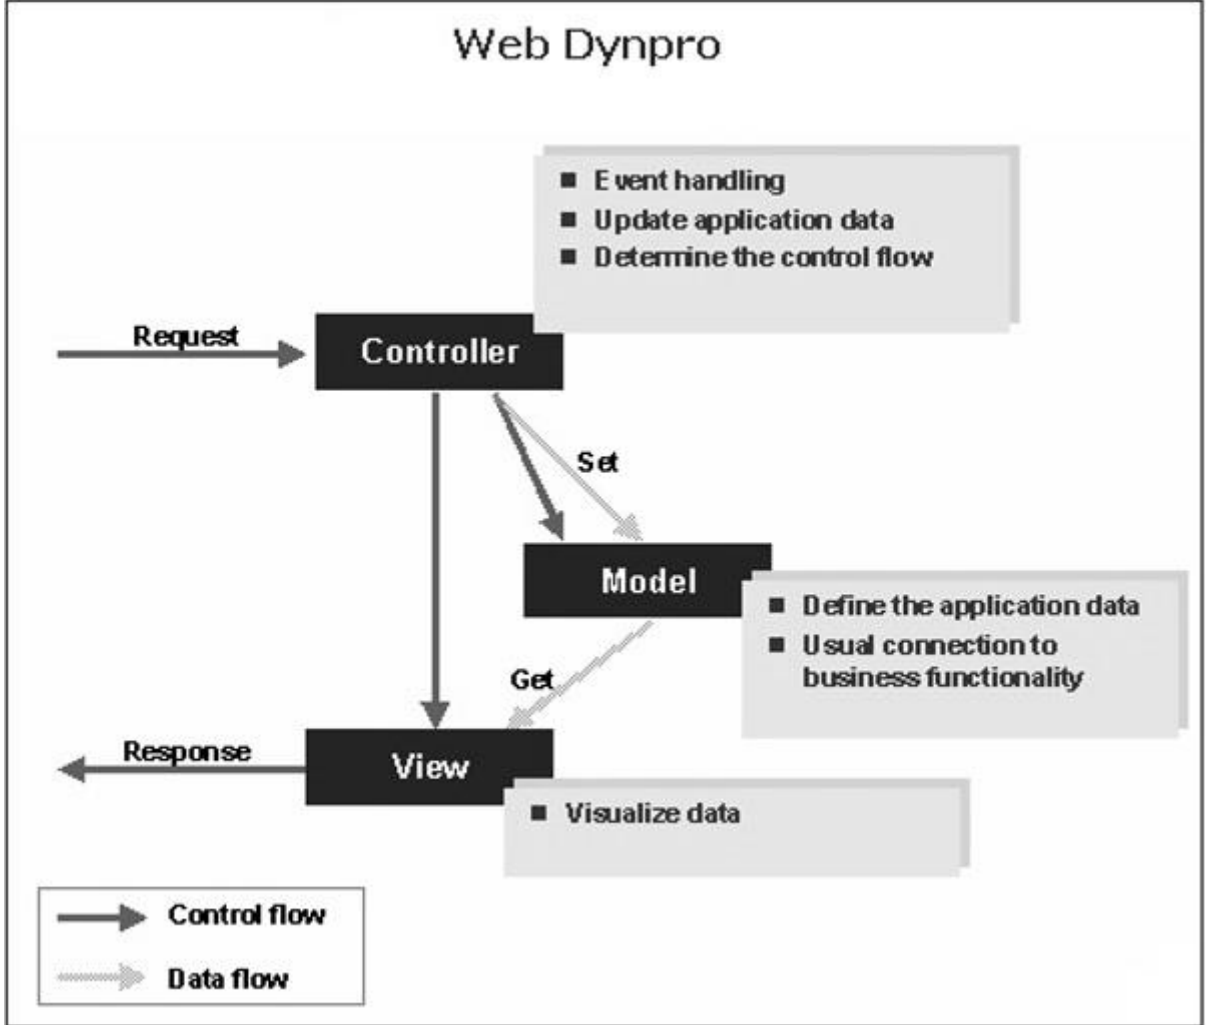 Web Dynpro
Event handling
Update application data
Determine the control flow
Request
Controller
Set
Model
Define the application data
Usual connection to
business functionality
Get
Response
View
Visualize data
Control flow
Data flow